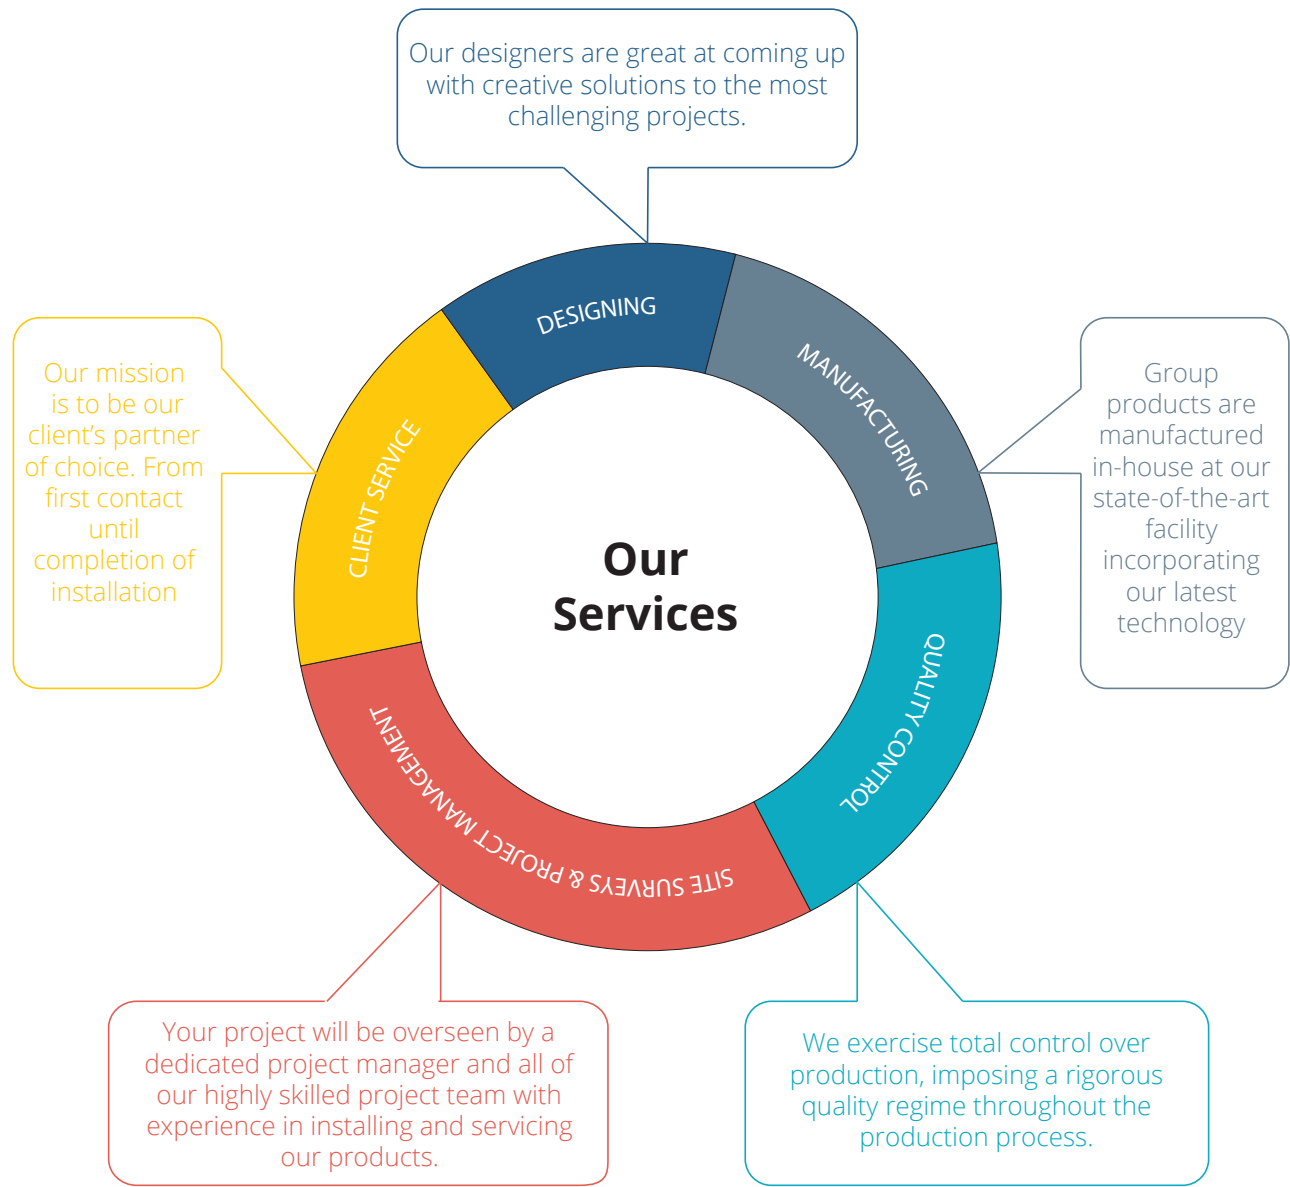 Our designers are great at coming up
with creative solutions to the most
challenging projects.
DESIGNING
MANUFACTURING
Group
products are
manufactured
in-house at our
state-of-the-art
facility
incorporating
our latest
technology
QUALITY CONTROL
We exercise total control over
production, imposing a rigorous
quality regime throughout the
production process.
SITE SURVEYS & PROJECT MANAGEMENT
Your project will be overseen by a
dedicated project manager and all of
our highly skilled project team with
experience in installing and servicing
our products.
CLIENT SERVICE
Our mission
is to be our
client’s partner
of choice. From
first contact
until
completion of
installation
Our
Services